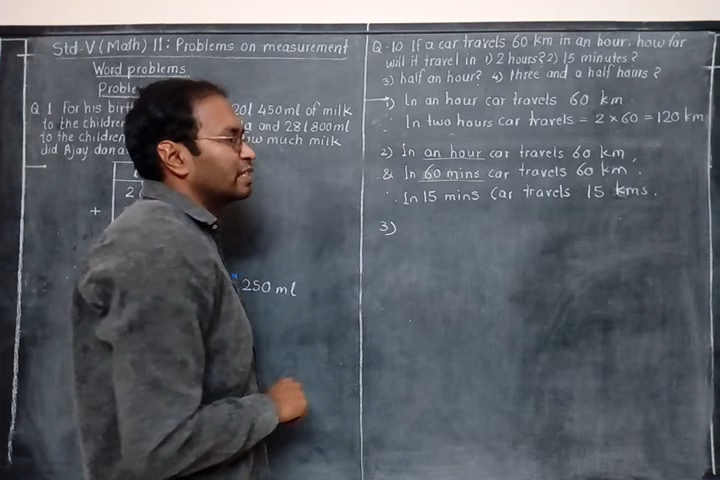 Std-V (Math) 11: Problems on measurement
Word problems
Proble
Q 1 For his birt 20l 450ml of milk
to the children and 28l 800ml
to the children ow much milk
did Ajay dona
2
+
250 ml
Q.10 If a car travels 60 km in an hour, how far
will it travel in 1) 2 hours? 2) 15 minutes?
3) half an hour? 4) three and a half hours?
→ 1) In an hour car travels 60 km.
∴ In two hours car travels = 2 x 60 = 120 km
2) In an hour car travels 60 km,
& In 60 mins car travels 60 km.
∴ In 15 mins car travels 15 kms.
3)